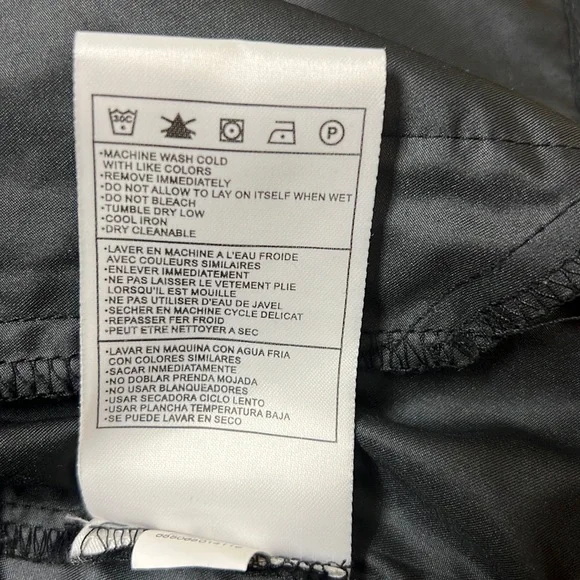 30C
P
•MACHINE WASH COLD
WITH LIKE COLORS
•REMOVE IMMEDIATELY
•DO NOT ALLOW TO LAY ON ITSELF WHEN WET
•DO NOT BLEACH
•TUMBLE DRY LOW
•COOL IRON
•DRY CLEANABLE
•LAVER EN MACHINE A L'EAU FROIDE
AVEC COULEURS SIMILAIRES
•ENLEVER IMMEDIATEMENT
•NE PAS LAISSER LE VETEMENT PLIE
LORSQU'IL EST MOUILLE
•NE PAS UTILISER D'EAU DE JAVEL
•SECHER EN MACHINE CYCLE DELICAT
•REPASSER FER FROID
•PEUT ETRE NETTOYER A SEC
•LAVAR EN MAQUINA CON AGUA FRIA
CON COLORES SIMILARES
•SACAR INMEDIATAMENTE
•NO DOBLAR PRENDA MOJADA
•NO USAR BLANQUEADORES
•USAR SECADORA CICLO LENTO
•USAR PLANCHA TEMPERATURA BAJA
•SE PUEDE LAVAR EN SECO